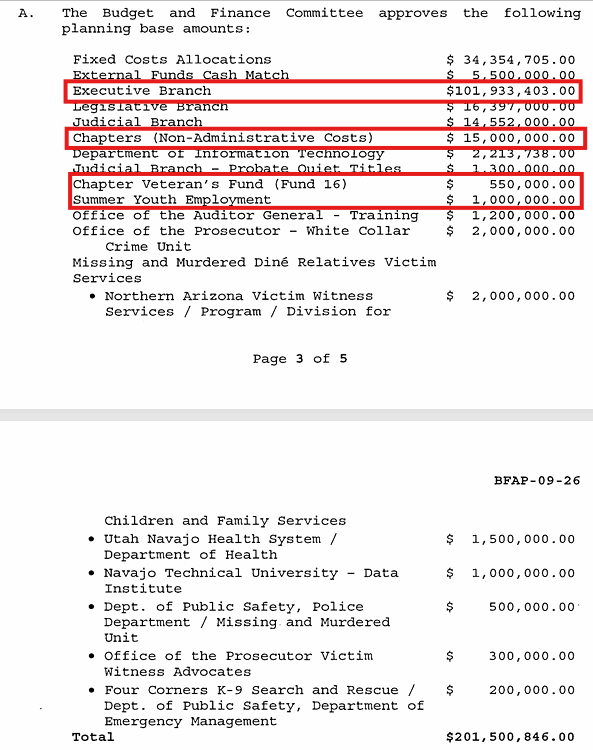 A. The Budget and Finance Committee approves the following
planning base amounts:
Fixed Costs Allocations $ 34,354,705.00
External Funds Cash Match $ 5,500,000.00
Executive Branch $101,933,403.00
Legislative Branch $ 16,397,000.00
Judicial Branch $ 14,552,000.00
Chapters (Non-Administrative Costs) $ 15,000,000.00
Department of Information Technology $ 2,213,738.00
Judicial Branch – Probate Quiet Titles $ 1,300,000.00
Chapter Veteran's Fund (Fund 16) $ 550,000.00
Summer Youth Employment $ 1,000,000.00
Office of the Auditor General - Training $ 1,200,000.00
Office of the Prosecutor – White Collar $ 2,000,000.00
Crime Unit
Missing and Murdered Diné Relatives Victim
Services
• Northern Arizona Victim Witness $ 2,000,000.00
Services / Program / Division for
Page 3 of 5
BFAP-09-26
Children and Family Services
• Utah Navajo Health System / $ 1,500,000.00
Department of Health
• Navajo Technical University – Data $ 1,000,000.00
Institute
• Dept. of Public Safety, Police $ 500,000.00
Department / Missing and Murdered
Unit
• Office of the Prosecutor Victim $ 300,000.00
Witness Advocates
• Four Corners K-9 Search and Rescue / $ 200,000.00
Dept. of Public Safety, Department of
Emergency Management
Total $201,500,846.00